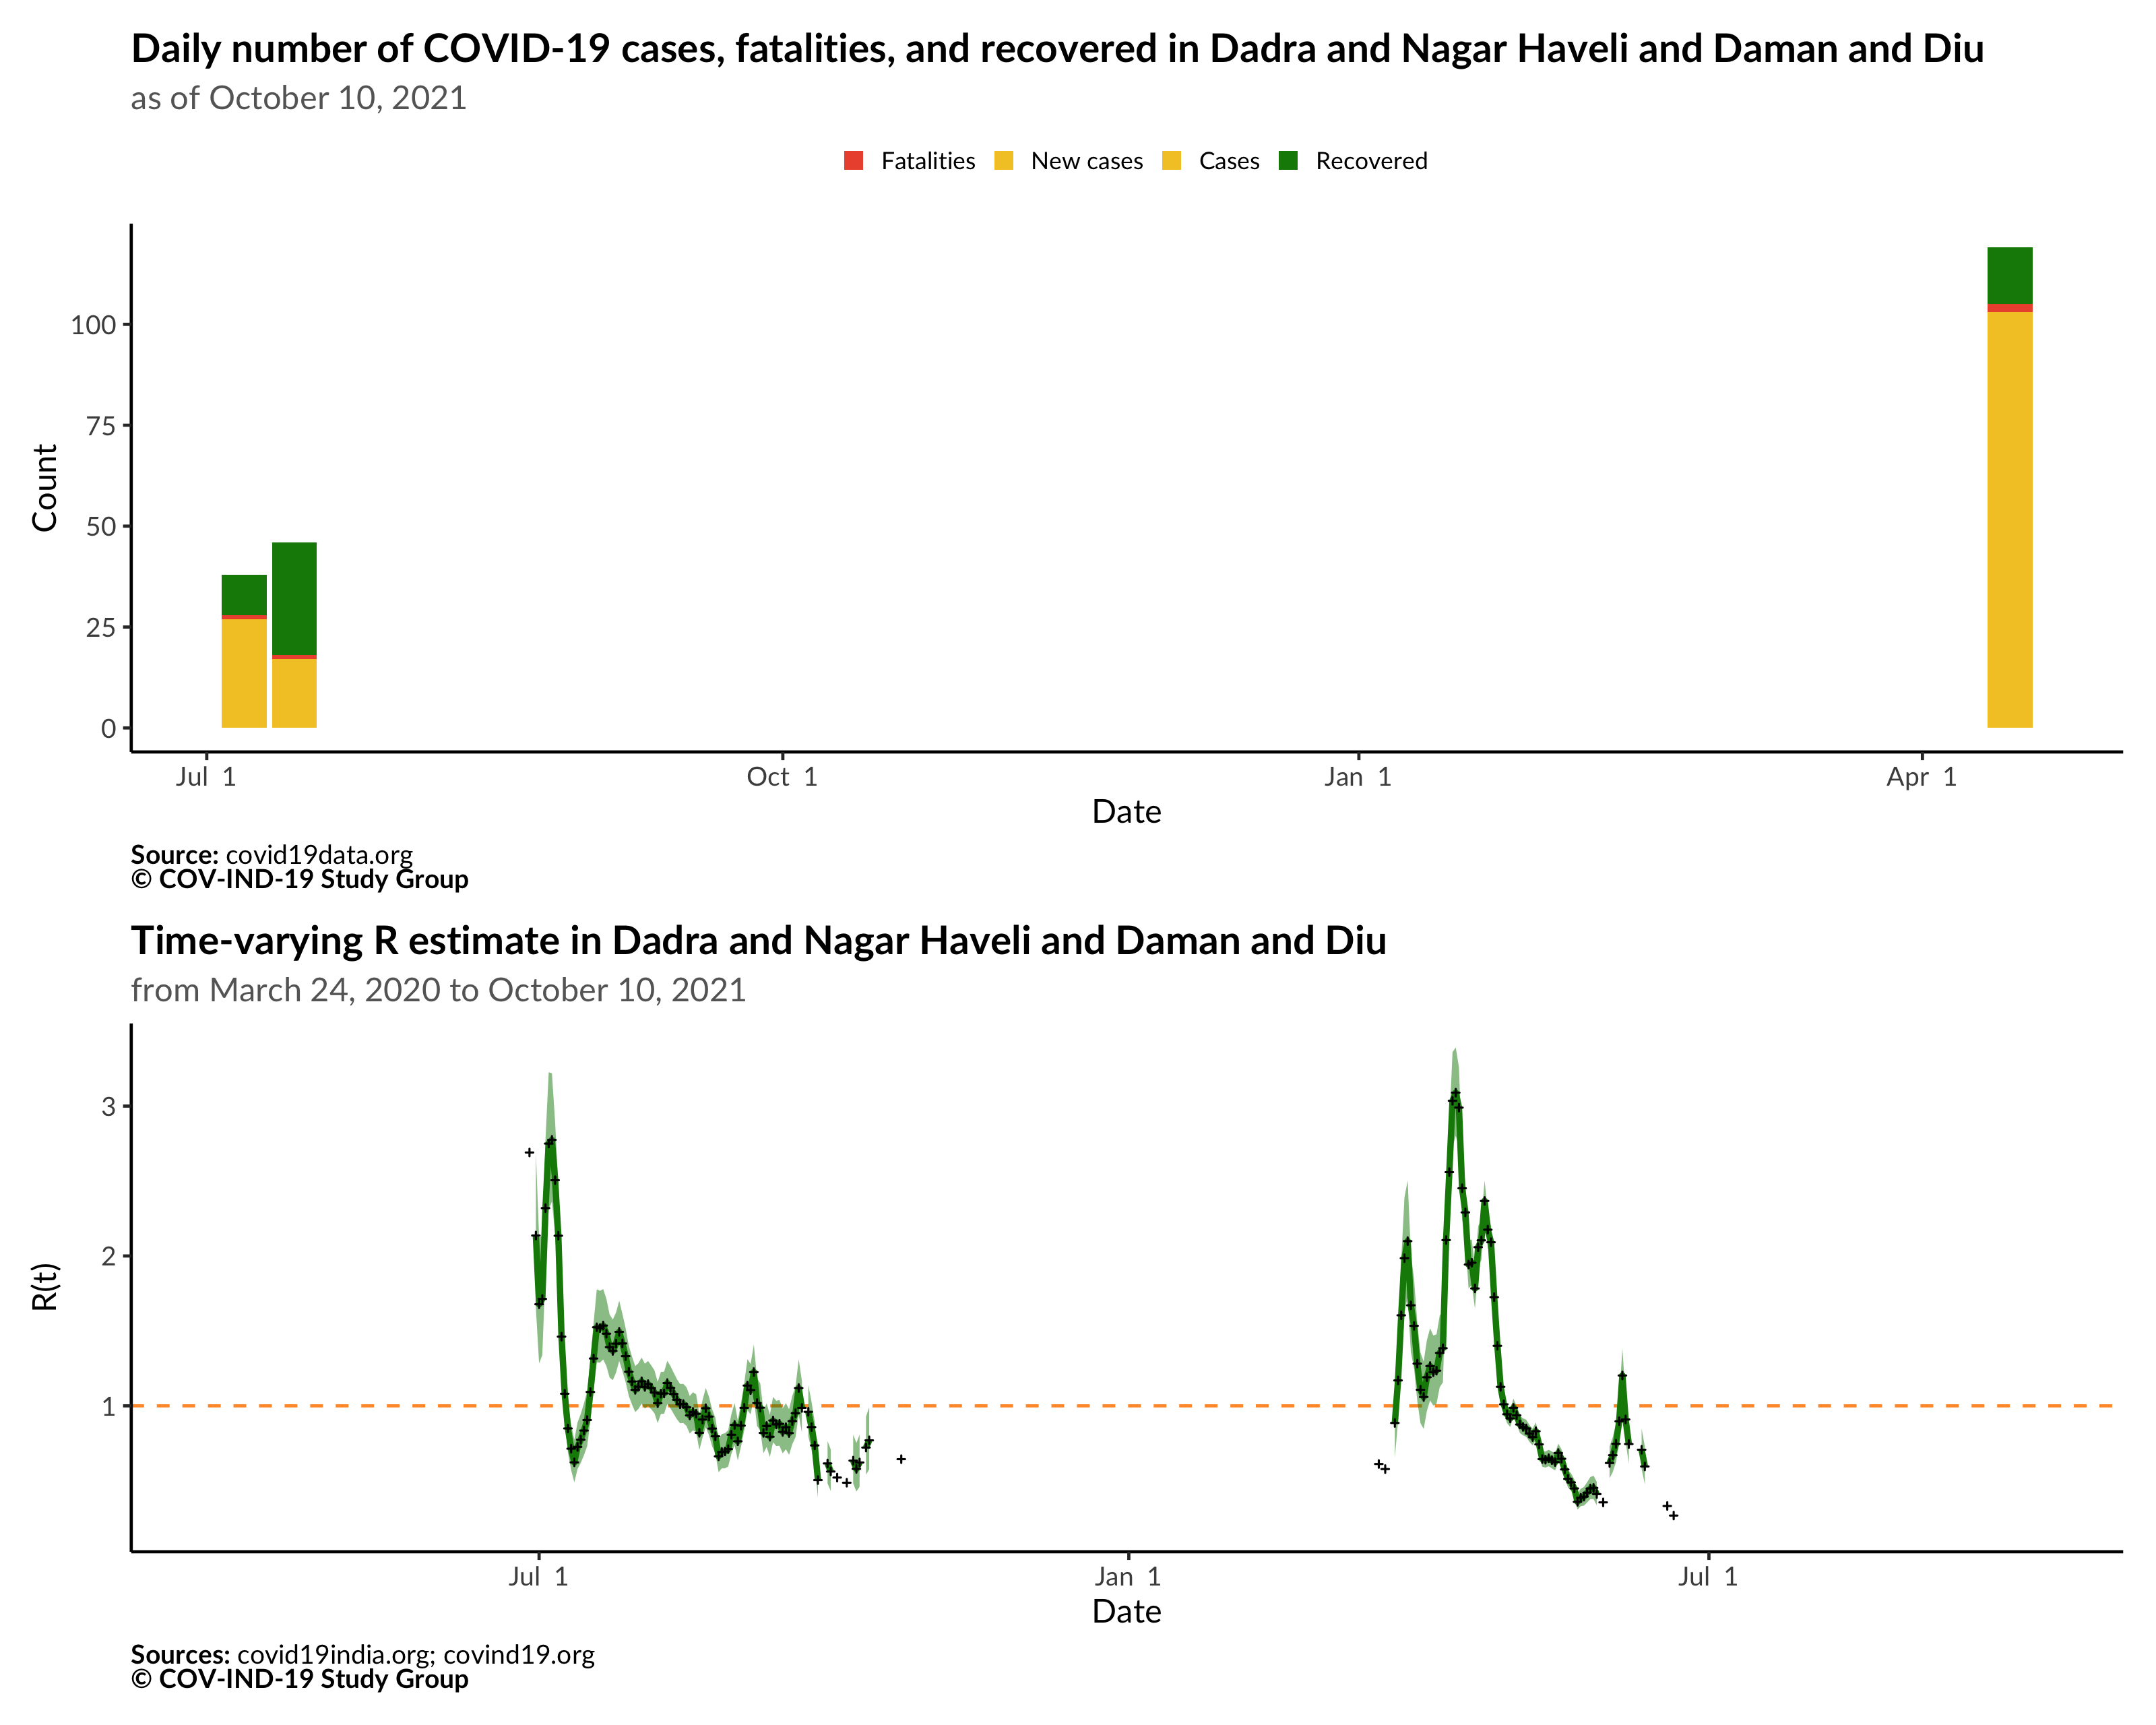 Daily number of COVID-19 cases, fatalities, and recovered in Dadra and Nagar Haveli and Daman and Diu
as of October 10, 2021
Fatalities New cases Cases Recovered
Count
100
75
50
25
0
Jul 1 Oct 1 Jan 1 Apr 1
Date
Source: covid19data.org
© COV-IND-19 Study Group
Time-varying R estimate in Dadra and Nagar Haveli and Daman and Diu
from March 24, 2020 to October 10, 2021
R(t)
3
2
1
Jul 1 Jan 1 Jul 1
Date
Sources: covid19india.org; covind19.org
© COV-IND-19 Study Group